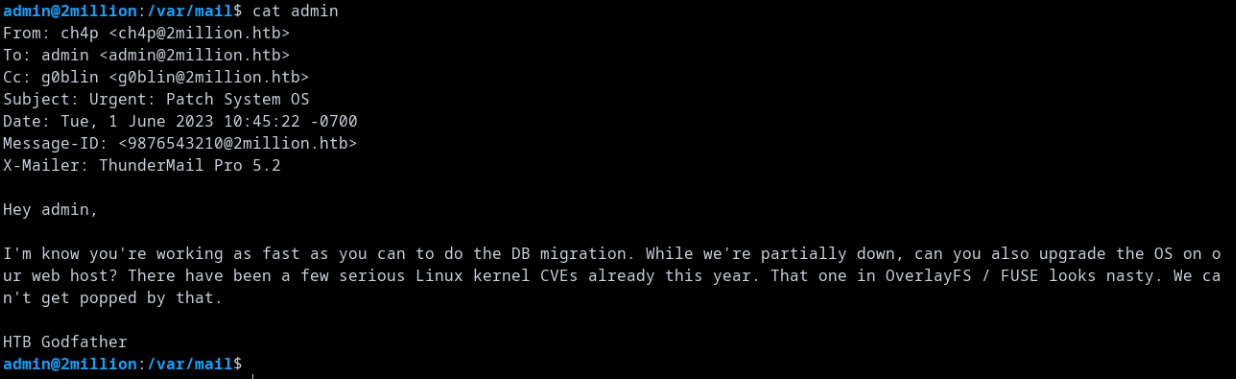 admin@2million:/var/mail$ cat admin
From: ch4p <ch4p@2million.htb>
To: admin <admin@2million.htb>
Cc: g0blin <g0blin@2million.htb>
Subject: Urgent: Patch System OS
Date: Tue, 1 June 2023 10:45:22 -0700
Message-ID: <9876543210@2million.htb>
X-Mailer: ThunderMail Pro 5.2
Hey admin,
I'm know you're working as fast as you can to do the DB migration. While we're partially down, can you also upgrade the OS on o
ur web host? There have been a few serious Linux kernel CVEs already this year. That one in OverlayFS / FUSE looks nasty. We ca
n't get popped by that.
HTB Godfather
admin@2million:/var/mail$